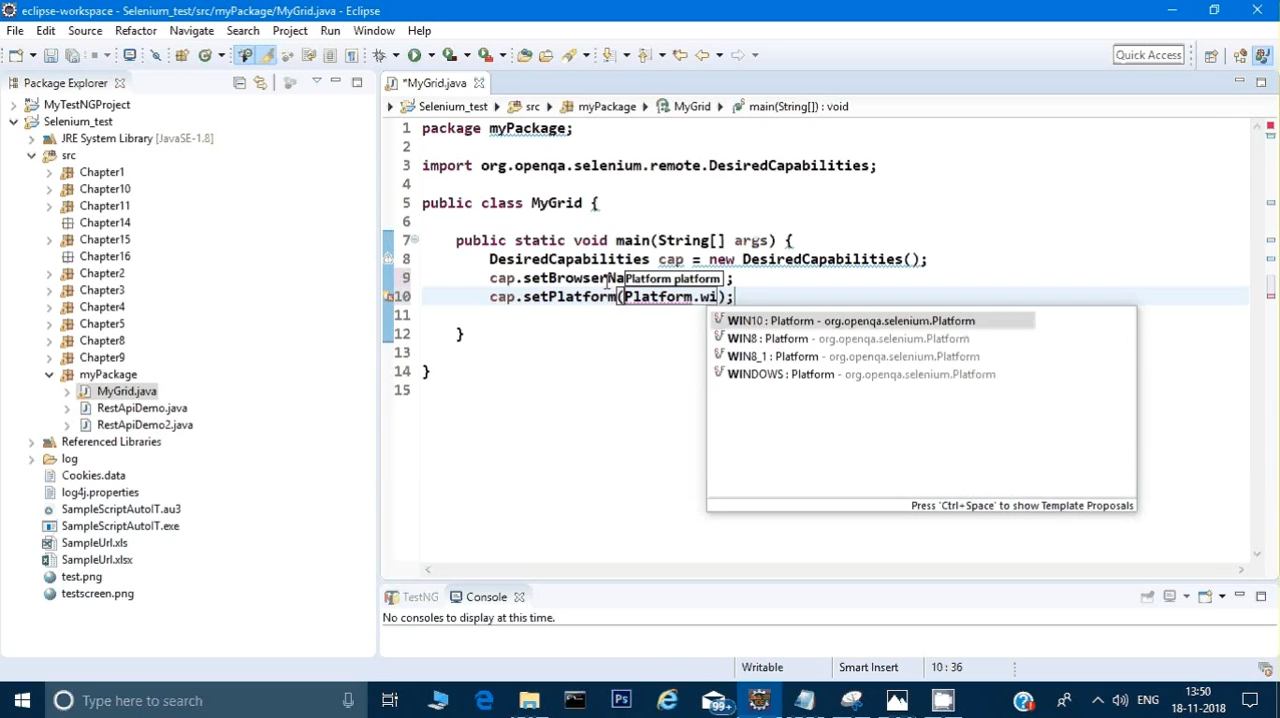 eclipse-workspace - Selenium_test/src/myPackage/MyGrid.java - Eclipse
File Edit Source Refactor Navigate Search Project Run Window Help
Quick Access
Package Explorer
*MyGrid.java
MyTestNGProject
Selenium_test
JRE System Library [JavaSE-1.8]
src
Chapter1
Chapter10
Chapter11
Chapter14
Chapter15
Chapter16
Chapter2
Chapter3
Chapter4
Chapter5
Chapter8
Chapter9
myPackage
MyGrid.java
RestApiDemo.java
RestApiDemo2.java
Referenced Libraries
log
Cookies.data
log4j.properties
SampleScriptAutoIT.au3
SampleScriptAutoIT.exe
SampleUrl.xls
SampleUrl.xlsx
test.png
testscreen.png
Selenium_test src myPackage MyGrid main(String[]) : void
1 package myPackage;
2
3 import org.openqa.selenium.remote.DesiredCapabilities;
4
5 public class MyGrid {
6
7 public static void main(String[] args) {
8 DesiredCapabilities cap = new DesiredCapabilities();
9 cap.setBrowserNa Platform platform ;
10 cap.setPlatform(Platform.wi);
11
12 }
13
14 }
15
WIN10 : Platform - org.openqa.selenium.Platform
WIN8 : Platform - org.openqa.selenium.Platform
WIN8_1 : Platform - org.openqa.selenium.Platform
WINDOWS : Platform - org.openqa.selenium.Platform
Press 'Ctrl+Space' to show Template Proposals
TestNG Console
No consoles to display at this time.
Writable Smart Insert 10 : 36
Type here to search
99+
ENG
13:50
18-11-2018